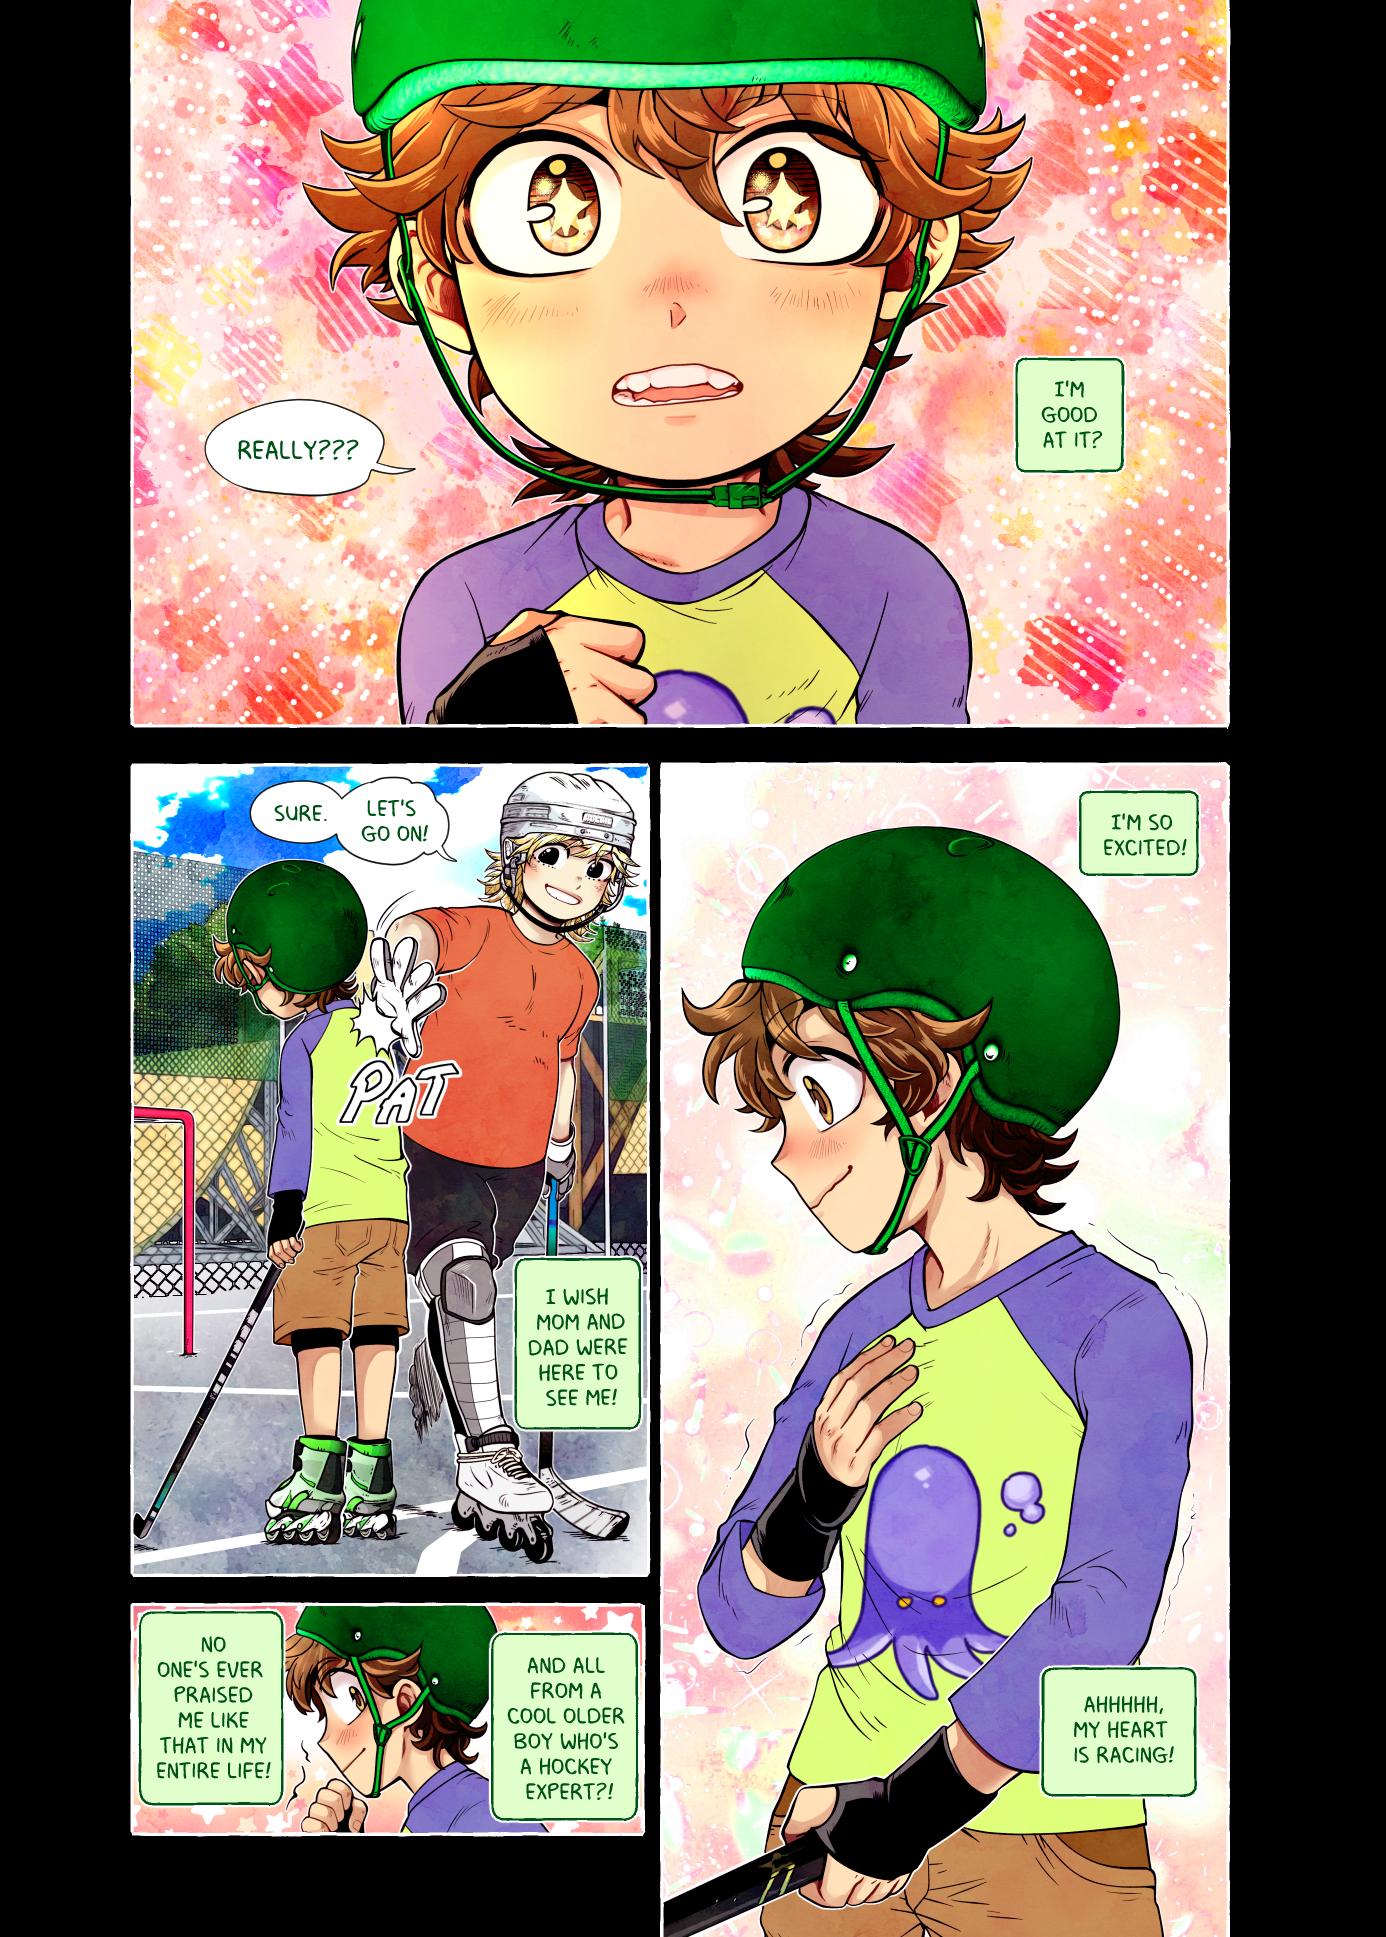 REALLY???
I'M
GOOD
AT IT?
SURE.
LET'S
GO ON!
PAT
I WISH
MOM AND
DAD WERE
HERE TO
SEE ME!
NO
ONE'S EVER
PRAISED
ME LIKE
THAT IN MY
ENTIRE LIFE!
AND ALL
FROM A
COOL OLDER
BOY WHO'S
A HOCKEY
EXPERT?!
I'M SO
EXCITED!
AHHHHH,
MY HEART
IS RACING!